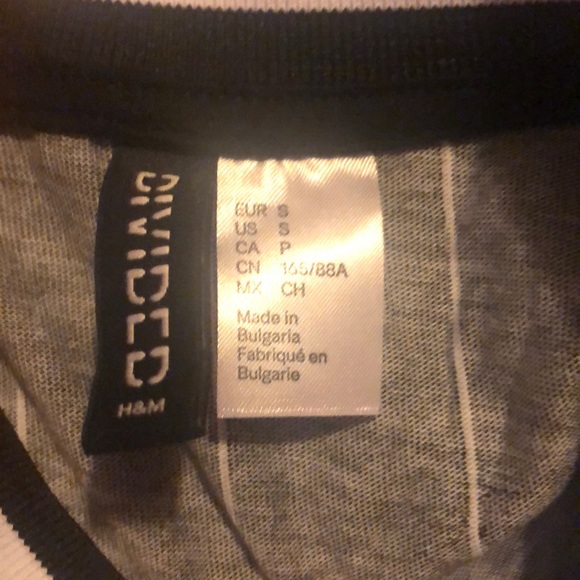 DIVIDED
H&M
EUR S
US S
CA P
CN 165/88A
MX CH
Made in
Bulgaria
Fabriqué en
Bulgarie